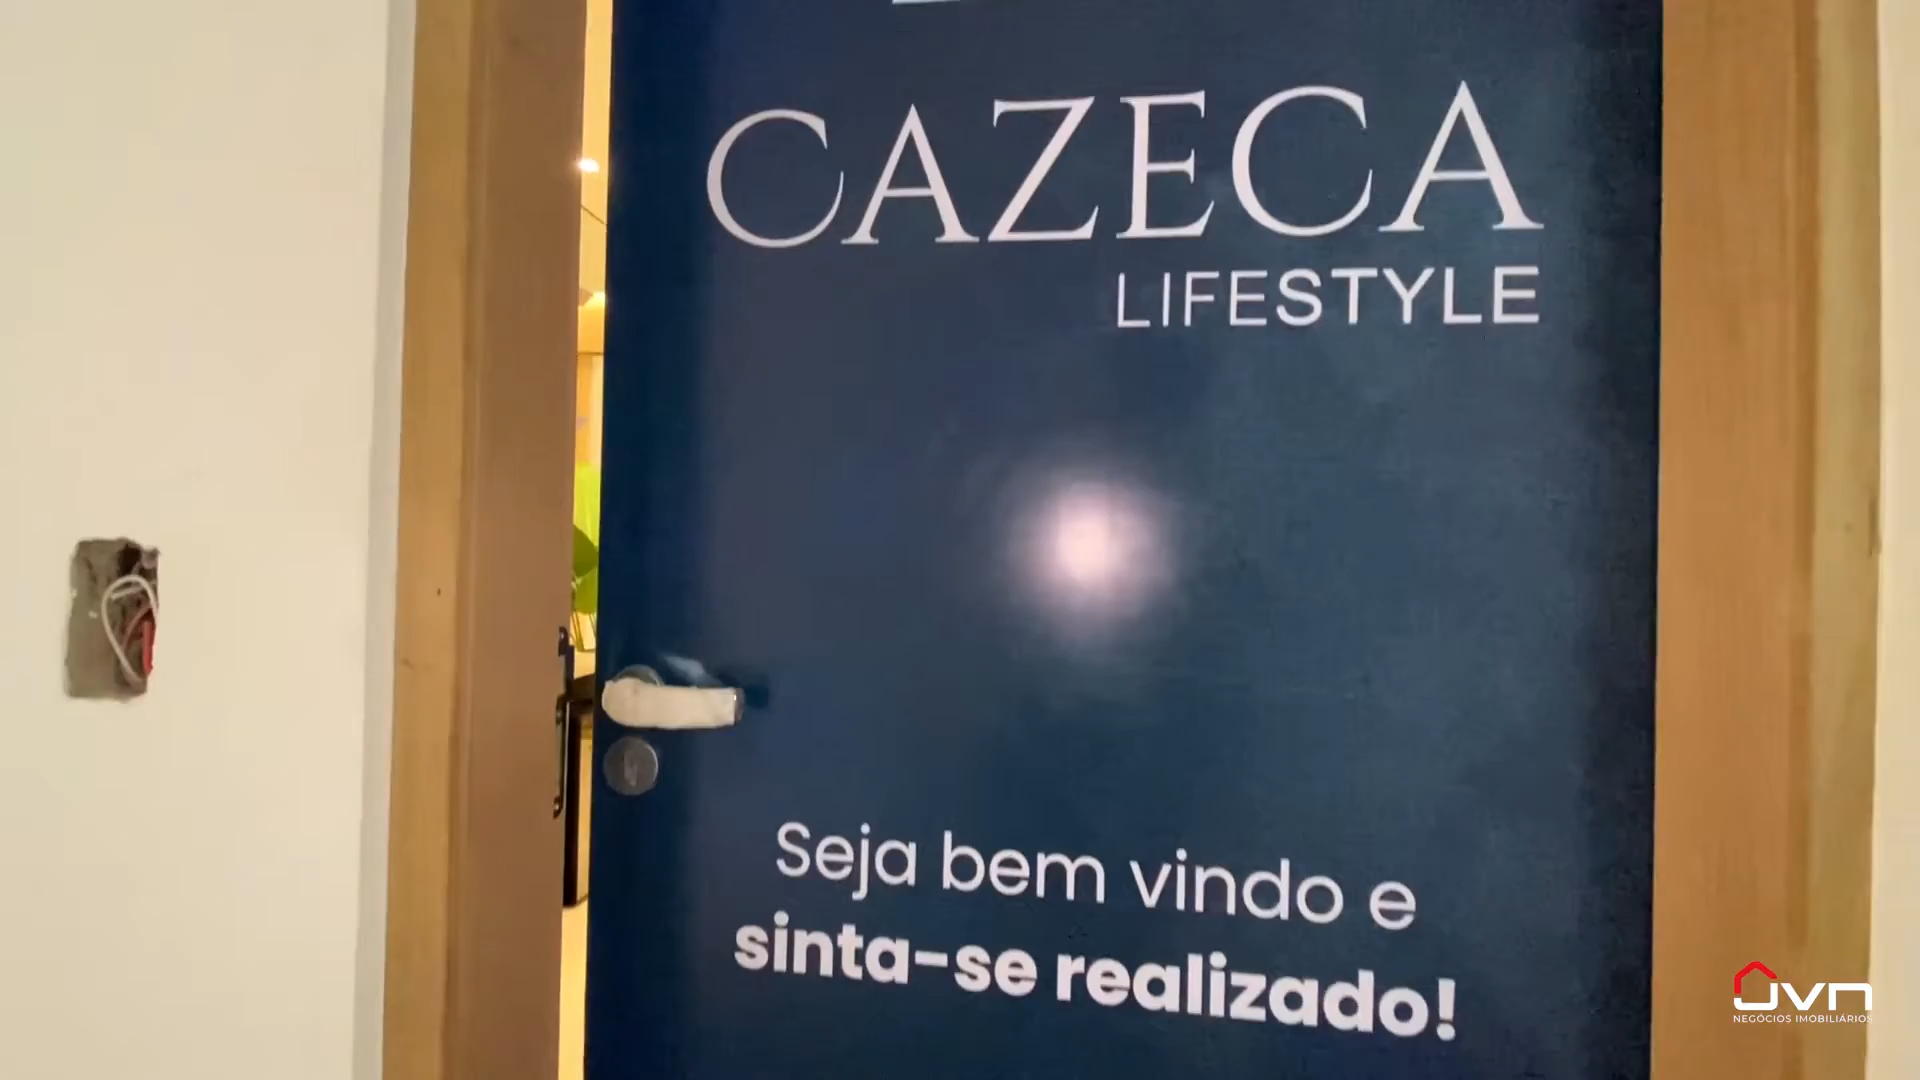 CAZECA
LIFESTYLE
Seja bem vindo e
sinta-se realizado!
JVN
NEGÓCIOS IMOBILIÁRIOS